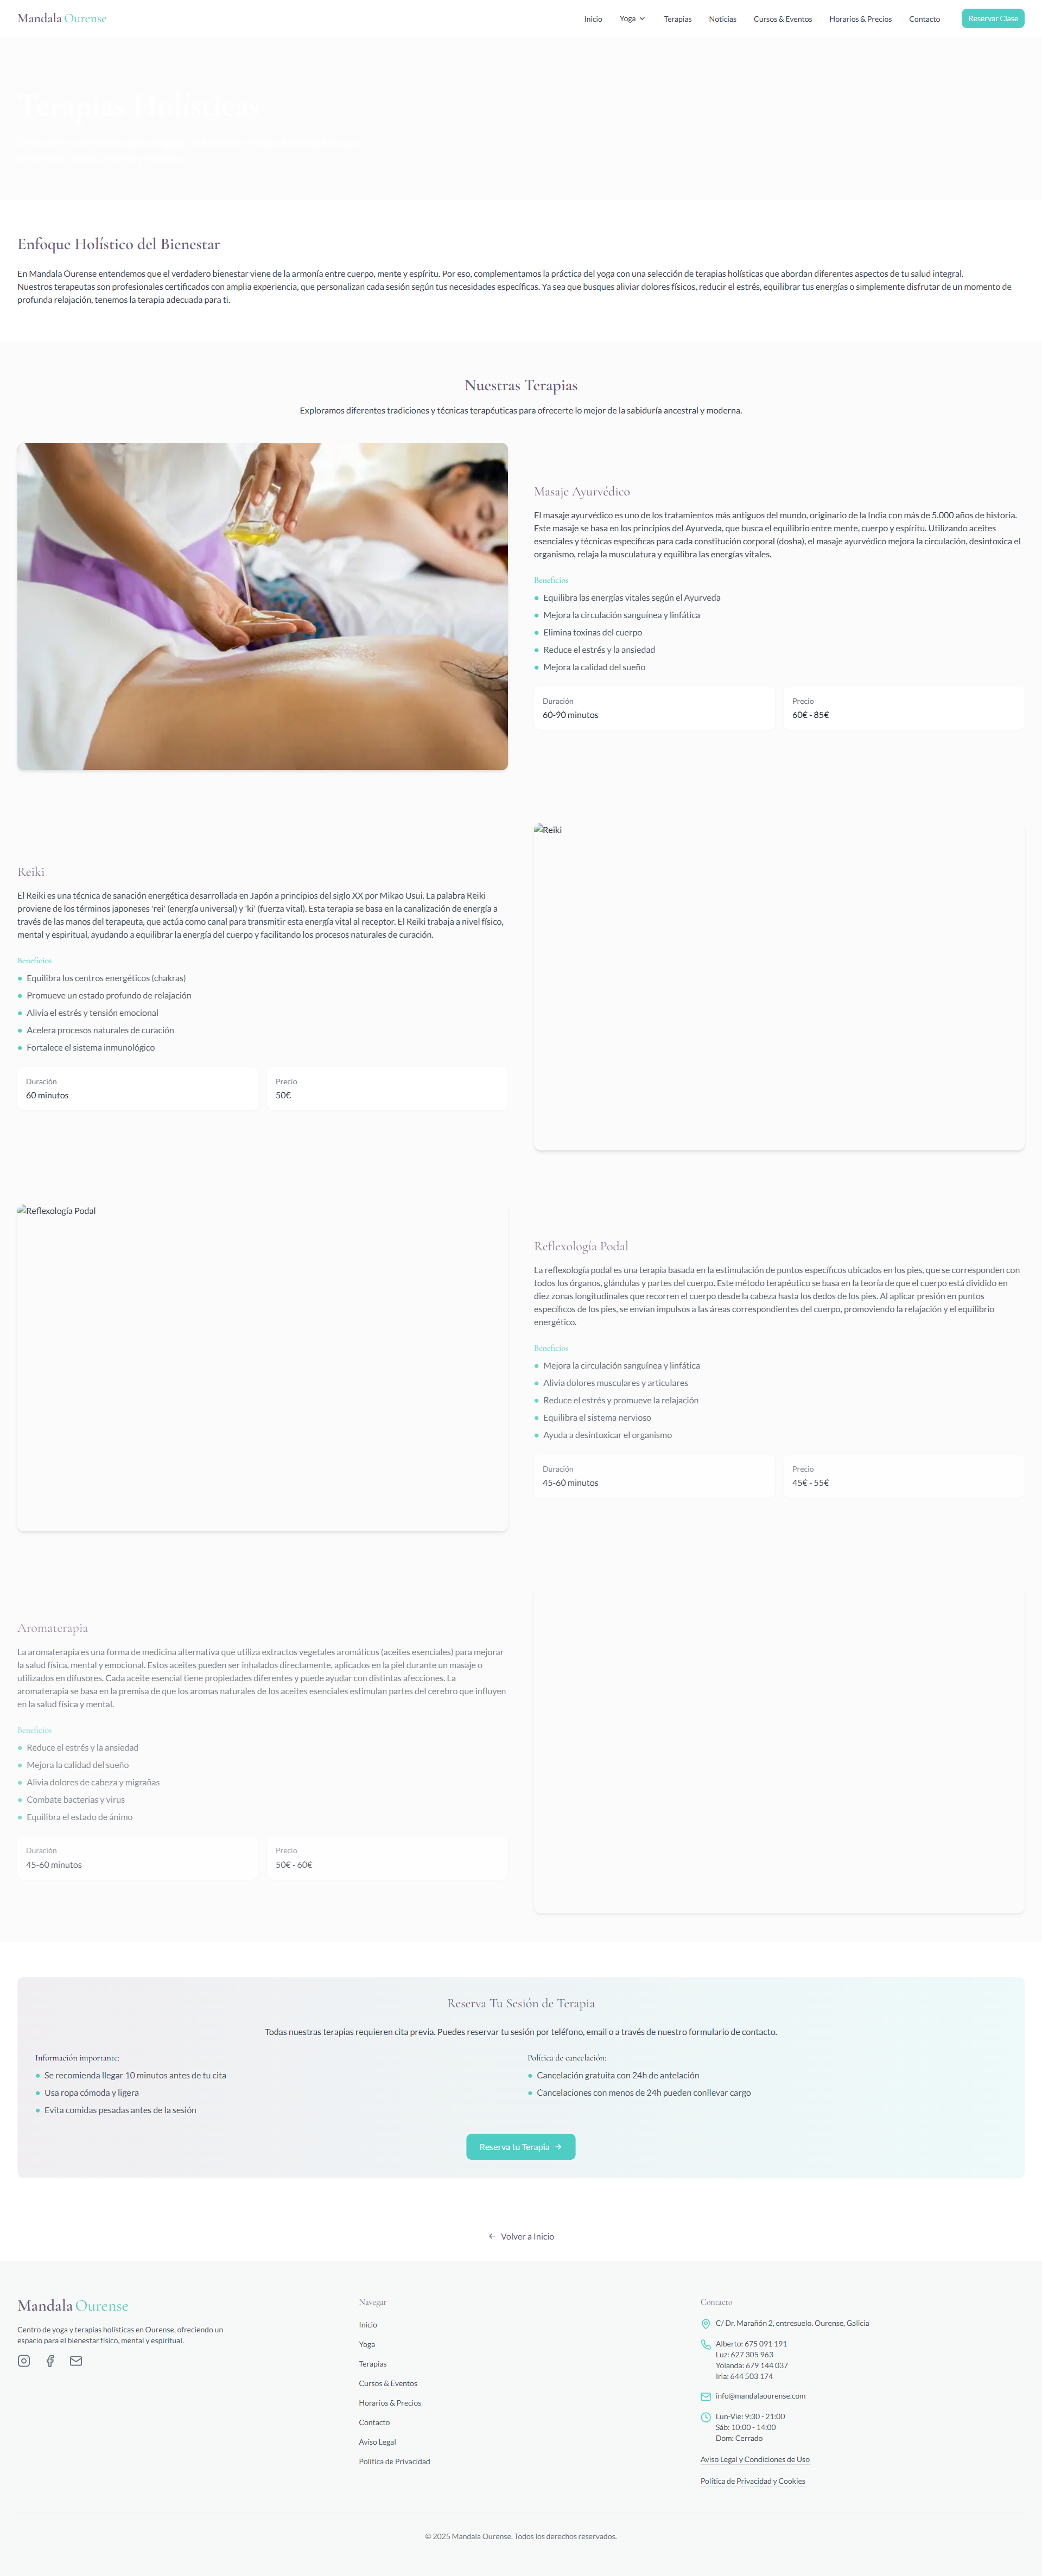 Mandala Ourense
Inicio
Yoga
Terapias
Noticias
Cursos & Eventos
Horarios & Precios
Contacto
Reservar Clase
Terapias Holísticas
Enfoque Holístico del Bienestar
En Mandala Ourense entendemos que el verdadero bienestar viene de la armonía entre cuerpo, mente y espíritu. Por eso, complementamos la práctica del yoga con una selección de terapias holísticas que abordan diferentes aspectos de tu salud integral.
Nuestros terapeutas son profesionales certificados con amplia experiencia, que personalizan cada sesión según tus necesidades específicas. Ya sea que busques aliviar dolores físicos, reducir el estrés, equilibrar tus energías o simplemente disfrutar de un momento de
profunda relajación, tenemos la terapia adecuada para ti.
Nuestras Terapias
Exploramos diferentes tradiciones y técnicas terapéuticas para ofrecerte lo mejor de la sabiduría ancestral y moderna.
Masaje Ayurvédico
El masaje ayurvédico es uno de los tratamientos más antiguos del mundo, originario de la India con más de 5.000 años de historia.
Este masaje se basa en los principios del Ayurveda, que busca el equilibrio entre mente, cuerpo y espíritu. Utilizando aceites
esenciales y técnicas específicas para cada constitución corporal (dosha), el masaje ayurvédico mejora la circulación, desintoxica el
organismo, relaja la musculatura y equilibra las energías vitales.
Beneficios
Equilibra las energías vitales según el Ayurveda
Mejora la circulación sanguínea y linfática
Elimina toxinas del cuerpo
Reduce el estrés y la ansiedad
Mejora la calidad del sueño
Duración
60-90 minutos
Precio
60€ - 85€
Reiki
El Reiki es una técnica de sanación energética desarrollada en Japón a principios del siglo XX por Mikao Usui. La palabra Reiki
proviene de los términos japoneses 'rei' (energía universal) y 'ki' (fuerza vital). Esta terapia se basa en la canalización de energía a
través de las manos del terapeuta, que actúa como canal para transmitir esta energía vital al receptor. El Reiki trabaja a nivel físico,
mental y espiritual, ayudando a equilibrar la energía del cuerpo y facilitando los procesos naturales de curación.
Beneficios
Equilibra los centros energéticos (chakras)
Promueve un estado profundo de relajación
Alivia el estrés y tensión emocional
Acelera procesos naturales de curación
Fortalece el sistema inmunológico
Duración
60 minutos
Precio
50€
Reiki
Reflexología Podal
Reflexología Podal
La reflexología podal es una terapia basada en la estimulación de puntos específicos ubicados en los pies, que se corresponden con
todos los órganos, glándulas y partes del cuerpo. Este método terapéutico se basa en la teoría de que el cuerpo está dividido en
diez zonas longitudinales que recorren el cuerpo desde la cabeza hasta los dedos de los pies. Al aplicar presión en puntos
específicos de los pies, se envían impulsos a las áreas correspondientes del cuerpo, promoviendo la relajación y el equilibrio
energético.
Beneficios
Mejora la circulación sanguínea y linfática
Alivia dolores musculares y articulares
Reduce el estrés y promueve la relajación
Equilibra el sistema nervioso
Ayuda a desintoxicar el organismo
Duración
45-60 minutos
Precio
45€ - 55€
Aromaterapia
La aromaterapia es una forma de medicina alternativa que utiliza extractos vegetales aromáticos (aceites esenciales) para mejorar
la salud física, mental y emocional. Estos aceites pueden ser inhalados directamente, aplicados en la piel durante un masaje o
utilizados en difusores. Cada aceite esencial tiene propiedades diferentes y puede ayudar con distintas afecciones. La
aromaterapia se basa en la premisa de que los aromas naturales de los aceites esenciales estimulan partes del cerebro que influyen
en la salud física y mental.
Beneficios
Reduce el estrés y la ansiedad
Mejora la calidad del sueño
Alivia dolores de cabeza y migrañas
Combate bacterias y virus
Equilibra el estado de ánimo
Duración
45-60 minutos
Precio
50€ - 60€
Reserva Tu Sesión de Terapia
Todas nuestras terapias requieren cita previa. Puedes reservar tu sesión por teléfono, email o a través de nuestro formulario de contacto.
Información importante:
Se recomienda llegar 10 minutos antes de tu cita
Usa ropa cómoda y ligera
Evita comidas pesadas antes de la sesión
Política de cancelación:
Cancelación gratuita con 24h de antelación
Cancelaciones con menos de 24h pueden conllevar cargo
Reserva tu Terapia
Volver a Inicio
Mandala Ourense
Centro de yoga y terapias holísticas en Ourense, ofreciendo un
espacio para el bienestar físico, mental y espiritual.
Navegar
Inicio
Yoga
Terapias
Cursos & Eventos
Horarios & Precios
Contacto
Aviso Legal
Política de Privacidad
Contacto
C/ Dr. Marañón 2, entresuelo. Ourense, Galicia
Alberto: 675 091 191
Luz: 627 305 963
Yolanda: 679 144 037
Iria: 644 503 174
info@mandalaourense.com
Lun-Vie: 9:30 - 21:00
Sáb: 10:00 - 14:00
Dom: Cerrado
Aviso Legal y Condiciones de Uso
Política de Privacidad y Cookies
© 2025 Mandala Ourense. Todos los derechos reservados.